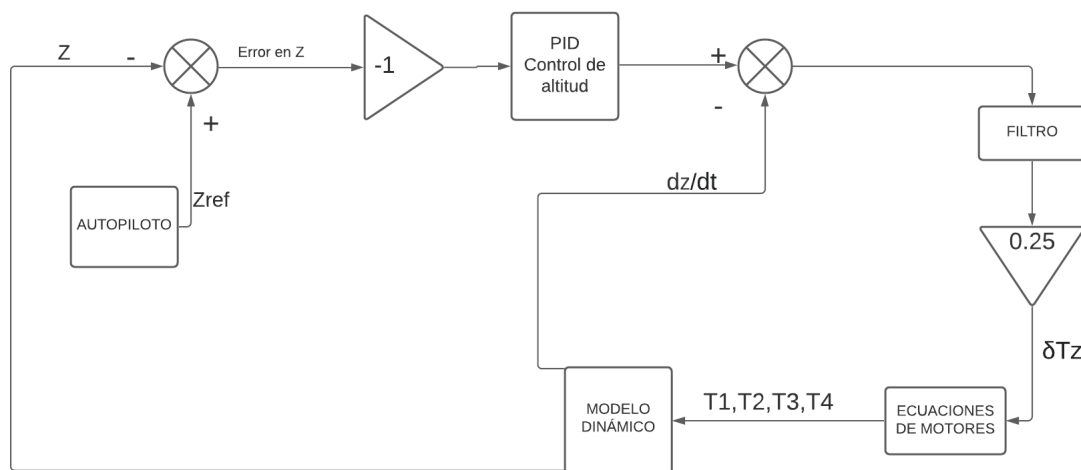 Z
-
Error en Z
-1
PID
Control de
altitud
+
-
FILTRO
+
Zref
AUTOPILOTO
dz/dt
0.25
δTz
MODELO
DINÁMICO
T1,T2,T3,T4
ECUACIONES
DE MOTORES